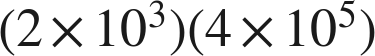 (2 × 10³)(4 × 10⁵)